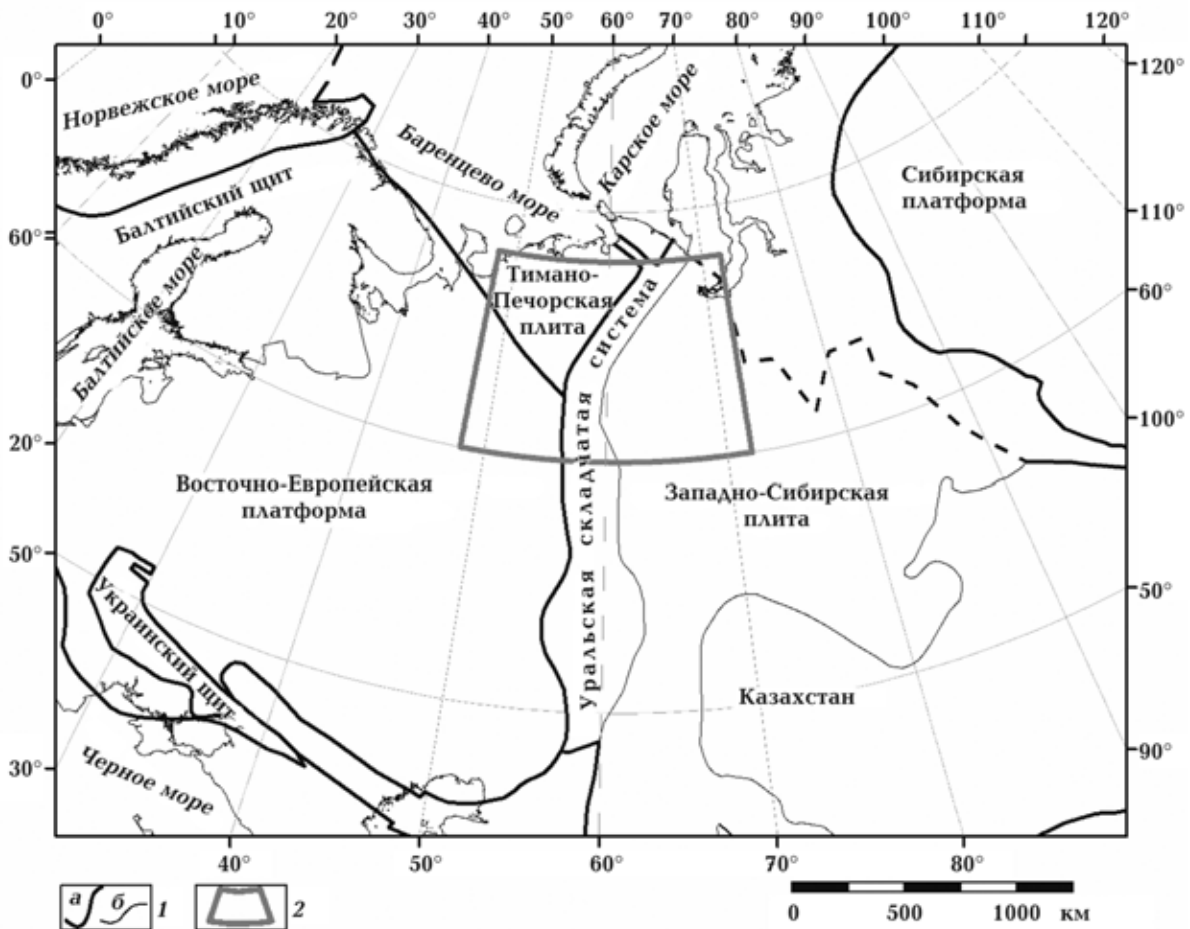 0° 10° 20° 30° 40° 50° 60° 70° 80° 90° 100° 110° 120°
0°
120°
Норвежское море
Баренцево море
Карское море
Сибирская
платформа
Балтийский щит
110°
60°
Балтийское море
Тимано-
Печорская
плита
60°
100°
20°
Восточно-Европейская
платформа
Уральская складчатая система
Западно-Сибирская
плита
50°
50°
Украинский щит
Казахстан
90°
30°
Черное море
40° 50° 60° 70° 80°
а б 1
2
0 500 1000 км